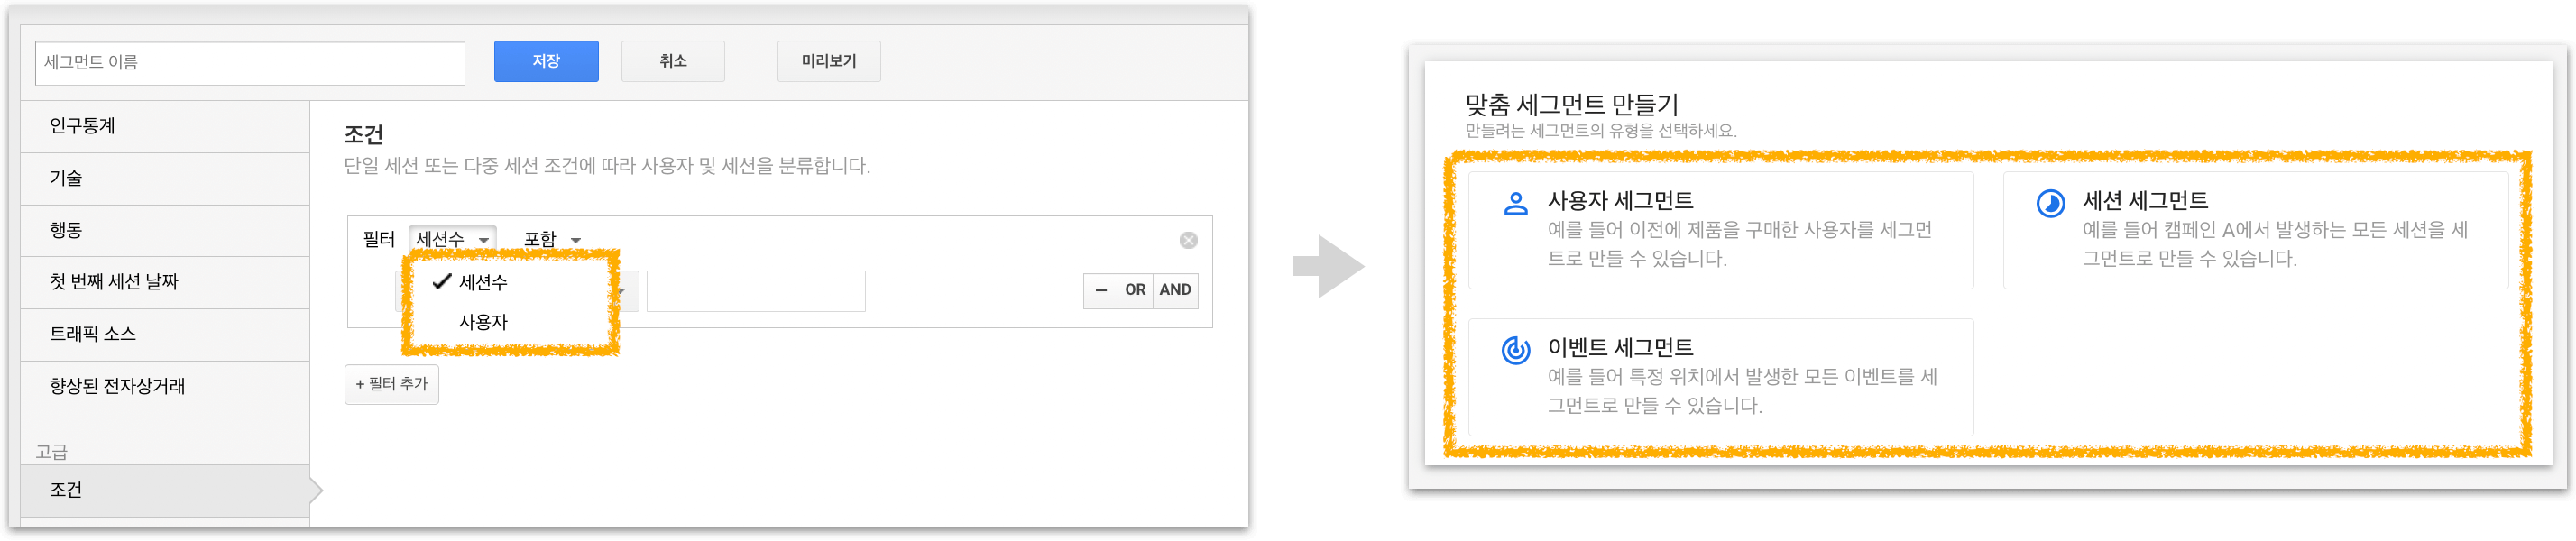 세그먼트 이름
저장
취소
미리보기
인구통계
기술
행동
첫 번째 세션 날짜
트래픽 소스
향상된 전자상거래
고급
조건
조건
단일 세션 또는 다중 세션 조건에 따라 사용자 및 세션을 분류합니다.
필터 세션수 포함
세션수
사용자
− OR AND
+ 필터 추가
맞춤 세그먼트 만들기
만들려는 세그먼트의 유형을 선택하세요.
사용자 세그먼트
예를 들어 이전에 제품을 구매한 사용자를 세그먼
트로 만들 수 있습니다.
세션 세그먼트
예를 들어 캠페인 A에서 발생하는 모든 세션을 세
그먼트로 만들 수 있습니다.
이벤트 세그먼트
예를 들어 특정 위치에서 발생한 모든 이벤트를 세
그먼트로 만들 수 있습니다.